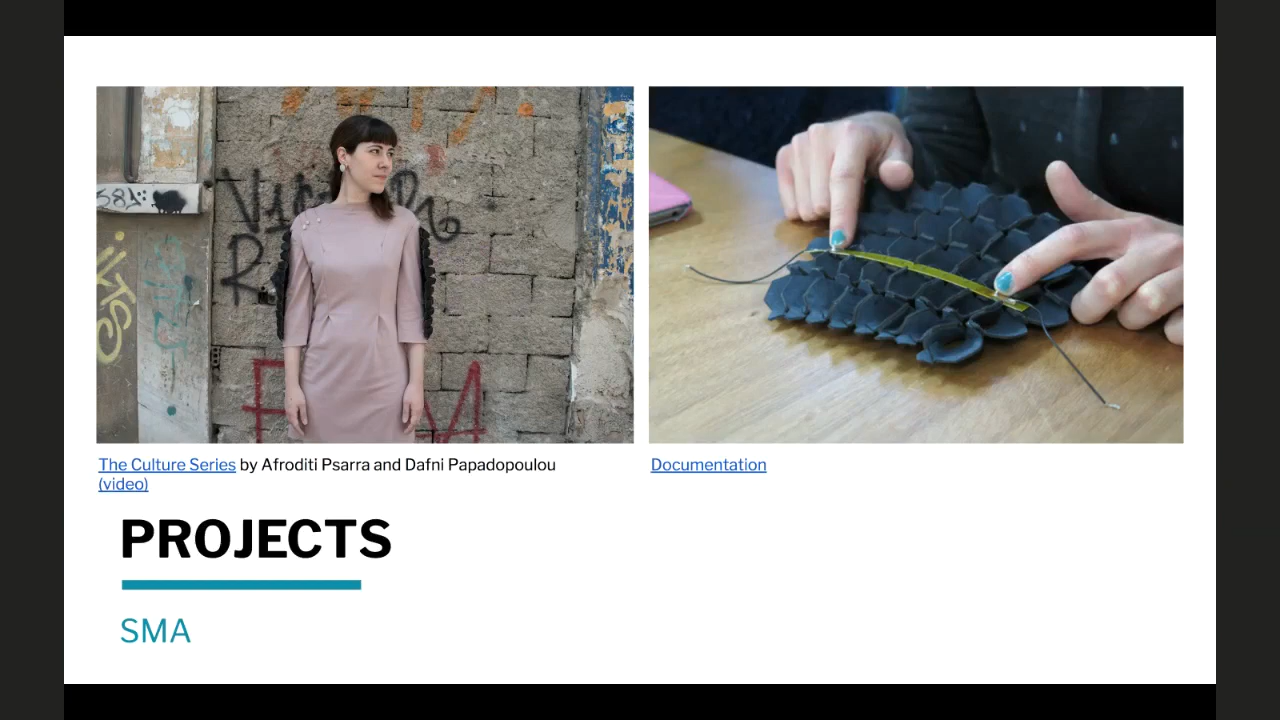 The Culture Series by Afroditi Psarra and Dafni Papadopoulou
(video)
Documentation
PROJECTS
SMA